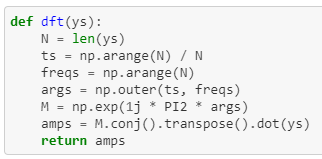 def dft(ys):
    N = len(ys)
    ts = np.arange(N) / N
    freqs = np.arange(N)
    args = np.outer(ts, freqs)
    M = np.exp(1j * PI2 * args)
    amps = M.conj().transpose().dot(ys)
    return amps